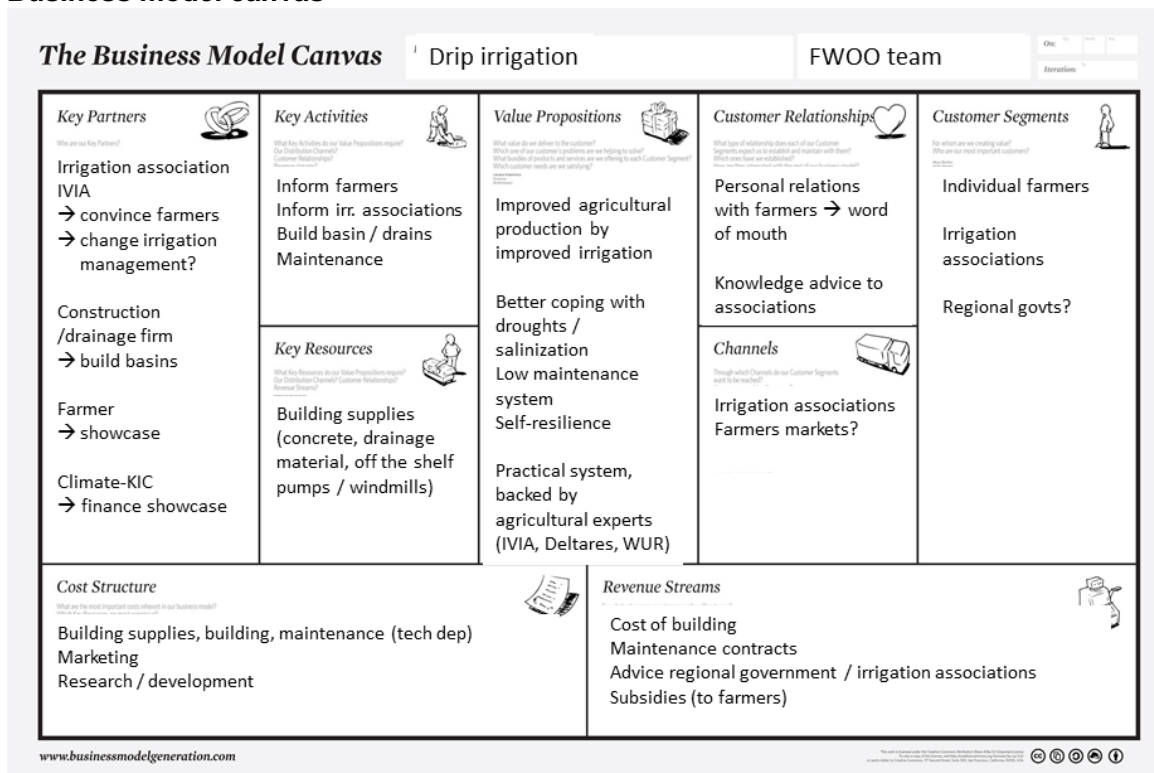 Business model canvas
The Business Model Canvas
Drip irrigation
FWOO team
On:
Iteration:
Key Partners
Who are our Key Partners?
Irrigation association
IVIA
→ convince farmers
→ change irrigation
management?
Construction
/drainage firm
→ build basins
Farmer
→ showcase
Climate-KIC
→ finance showcase
Key Activities
What Key Activities do our Value Propositions require?
Our Distribution Channels?
Customer Relationships?
Inform farmers
Inform irr. associations
Build basin / drains
Maintenance
Key Resources
What Key Resources do our Value Propositions require?
Our Distribution Channels? Customer Relationships?
Revenue Streams?
Building supplies
(concrete, drainage
material, off the shelf
pumps / windmills)
Value Propositions
What value do we deliver to the customer?
Which one of our customer's problems are we helping to solve?
What bundles of products and services are we offering to each Customer Segment?
Which customer needs are we satisfying?
Improved agricultural
production by
improved irrigation
Better coping with
droughts /
salinization
Low maintenance
system
Self-resilience
Practical system,
backed by
agricultural experts
(IVIA, Deltares, WUR)
Customer Relationships
What type of relationship does each of our Customer
Segments expect us to establish and maintain with them?
Which ones have we established?
Personal relations
with farmers → word
of mouth
Knowledge advice to
associations
Channels
Through which Channels do our Customer Segments
want to be reached?
Irrigation associations
Farmers markets?
Customer Segments
For whom are we creating value?
Who are our most important customers?
Individual farmers
Irrigation
associations
Regional govts?
Cost Structure
What are the most important costs inherent in our business model?
Building supplies, building, maintenance (tech dep)
Marketing
Research / development
Revenue Streams
Cost of building
Maintenance contracts
Advice regional government / irrigation associations
Subsidies (to farmers)
www.businessmodelgeneration.com